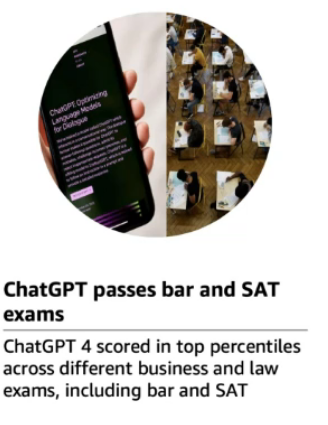 ChatGPT: Optimizing
Language Models
for Dialogue
ChatGPT passes bar and SAT
exams
ChatGPT 4 scored in top percentiles
across different business and law
exams, including bar and SAT